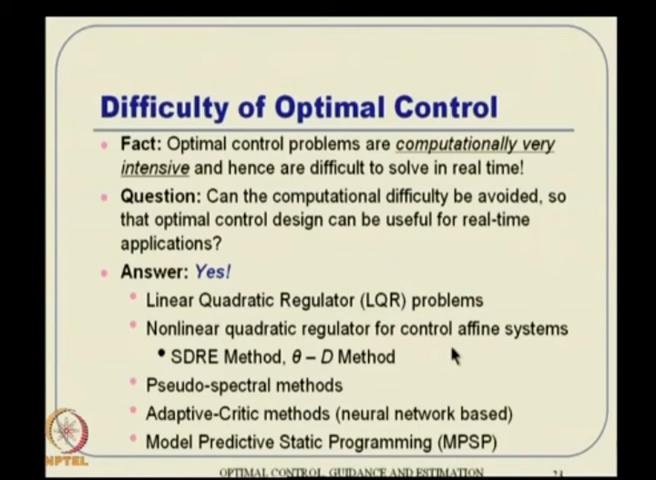 Difficulty of Optimal Control
Fact: Optimal control problems are computationally very
intensive and hence are difficult to solve in real time!
Question: Can the computational difficulty be avoided, so
that optimal control design can be useful for real-time
applications?
Answer: Yes!
Linear Quadratic Regulator (LQR) problems
Nonlinear quadratic regulator for control affine systems
SDRE Method, θ – D Method
Pseudo-spectral methods
Adaptive-Critic methods (neural network based)
Model Predictive Static Programming (MPSP)
NPTEL
OPTIMAL CONTROL, GUIDANCE AND ESTIMATION